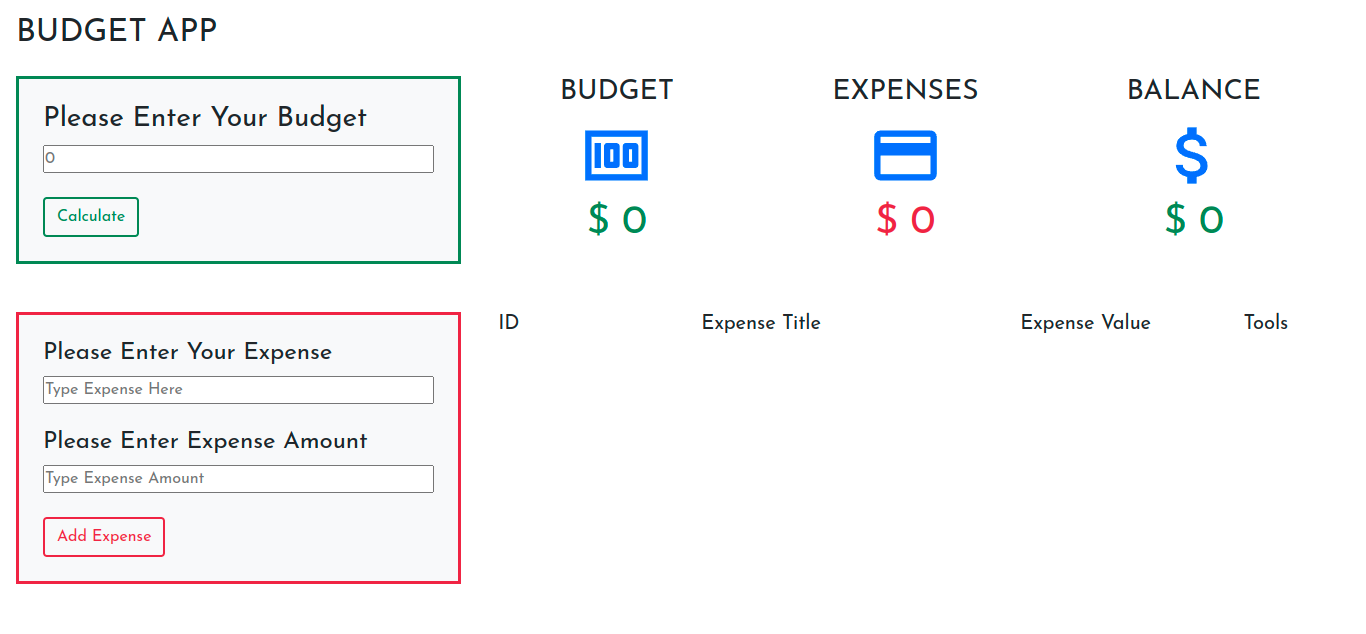 BUDGET APP
Please Enter Your Budget
0
Calculate
BUDGET
EXPENSES
BALANCE
100
$ 0
$ 0
$
$ 0
Please Enter Your Expense
Type Expense Here
Please Enter Expense Amount
Type Expense Amount
Add Expense
ID
Expense Title
Expense Value
Tools